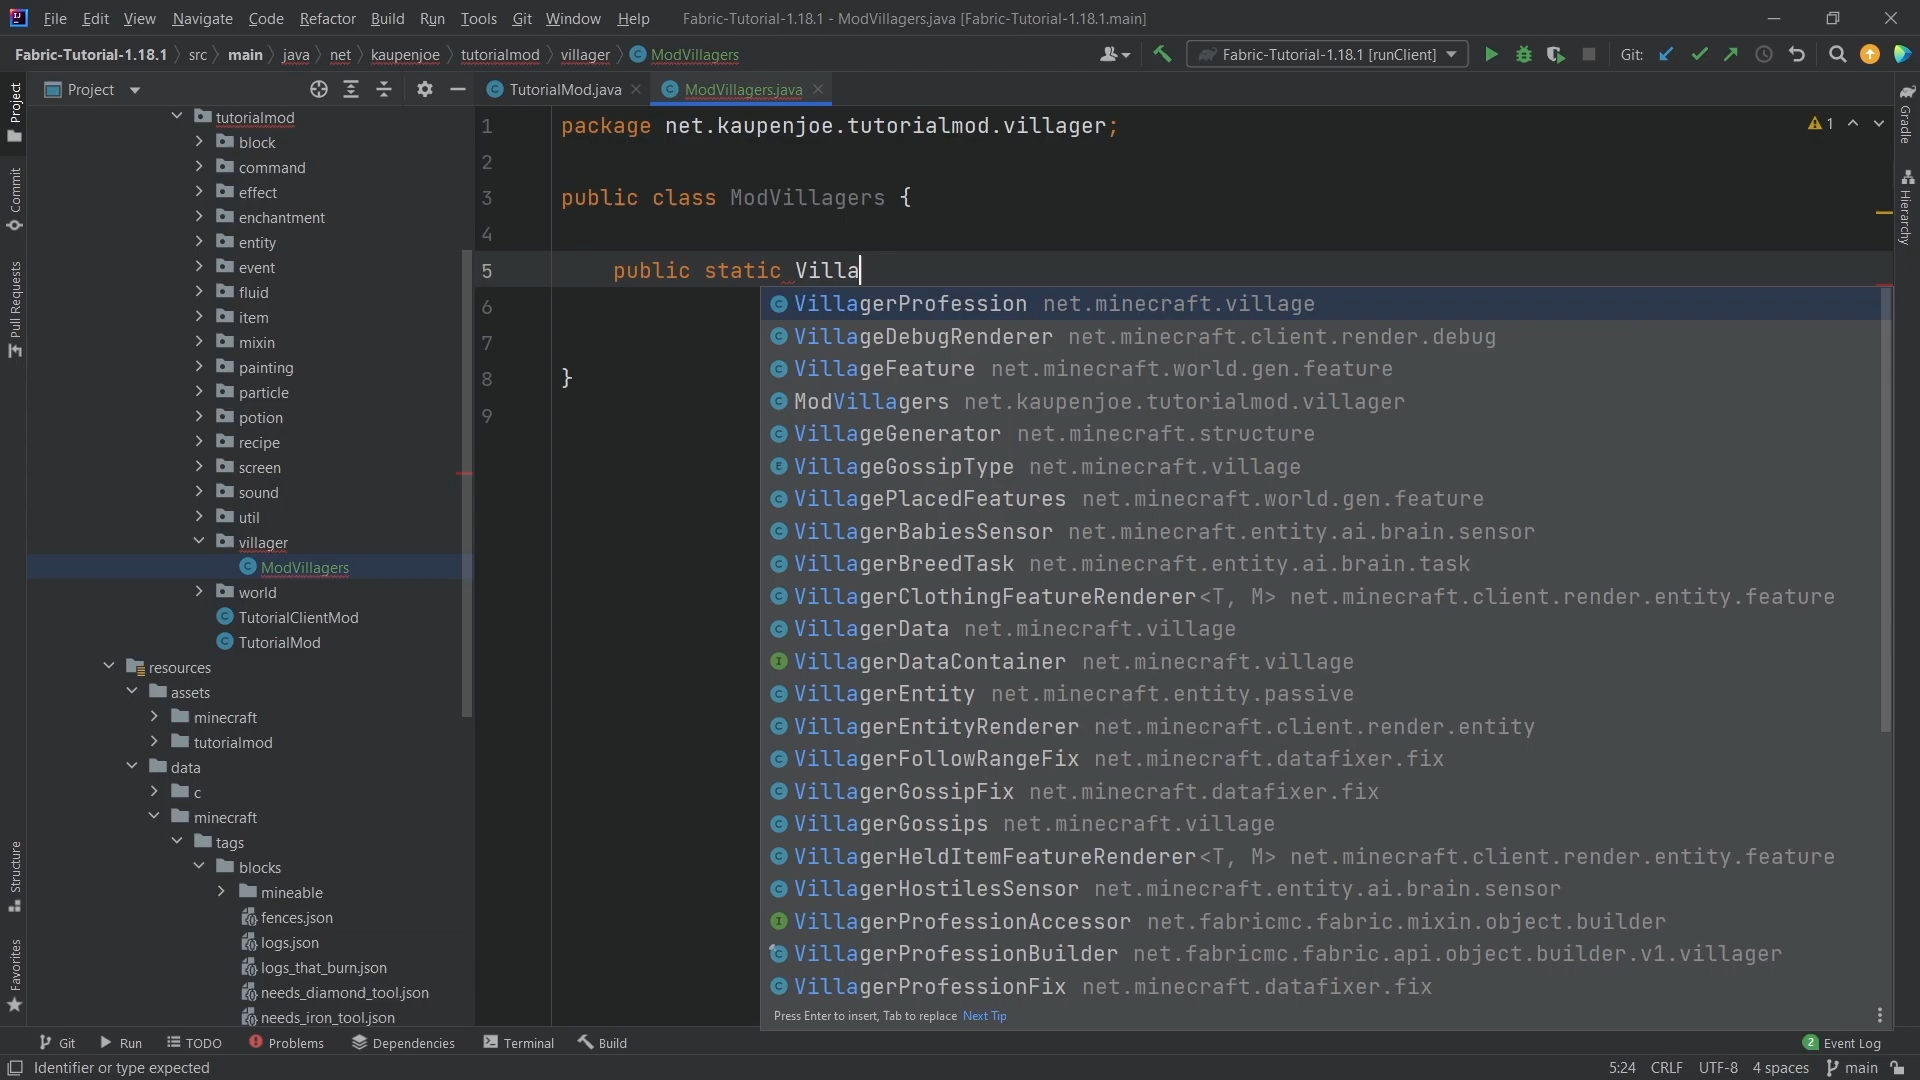 File Edit View Navigate Code Refactor Build Run Tools Git Window Help Fabric-Tutorial-1.18.1 - ModVillagers.java [Fabric-Tutorial-1.18.1.main]
Fabric-Tutorial-1.18.1 src main java net kaupenjoe tutorialmod villager ModVillagers Fabric-Tutorial-1.18.1 [runClient] Git:
Project
TutorialMod.java ModVillagers.java
Project
Commit
Pull Requests
Structure
Favorites
tutorialmod
block
command
effect
enchantment
entity
event
fluid
item
mixin
painting
particle
potion
recipe
screen
sound
util
villager
ModVillagers
world
TutorialClientMod
TutorialMod
resources
assets
minecraft
tutorialmod
data
c
minecraft
tags
blocks
mineable
fences.json
logs.json
logs_that_burn.json
needs_diamond_tool.json
needs_iron_tool.json
1 package net.kaupenjoe.tutorialmod.villager;
2
3 public class ModVillagers {
4
5 public static Villa
6
7
8 }
9
1
VillagerProfession net.minecraft.village
VillageDebugRenderer net.minecraft.client.render.debug
VillageFeature net.minecraft.world.gen.feature
ModVillagers net.kaupenjoe.tutorialmod.villager
VillageGenerator net.minecraft.structure
VillageGossipType net.minecraft.village
VillagePlacedFeatures net.minecraft.world.gen.feature
VillagerBabiesSensor net.minecraft.entity.ai.brain.sensor
VillagerBreedTask net.minecraft.entity.ai.brain.task
VillagerClothingFeatureRenderer<T, M> net.minecraft.client.render.entity.feature
VillagerData net.minecraft.village
VillagerDataContainer net.minecraft.village
VillagerEntity net.minecraft.entity.passive
VillagerEntityRenderer net.minecraft.client.render.entity
VillagerFollowRangeFix net.minecraft.datafixer.fix
VillagerGossipFix net.minecraft.datafixer.fix
VillagerGossips net.minecraft.village
VillagerHeldItemFeatureRenderer<T, M> net.minecraft.client.render.entity.feature
VillagerHostilesSensor net.minecraft.entity.ai.brain.sensor
VillagerProfessionAccessor net.fabricmc.fabric.mixin.object.builder
VillagerProfessionBuilder net.fabricmc.fabric.api.object.builder.v1.villager
VillagerProfessionFix net.minecraft.datafixer.fix
Press Enter to insert, Tab to replace Next Tip
Gradle
Hierarchy
Git Run TODO Problems Dependencies Terminal Build 2 Event Log
Identifier or type expected 5:24 CRLF UTF-8 4 spaces main